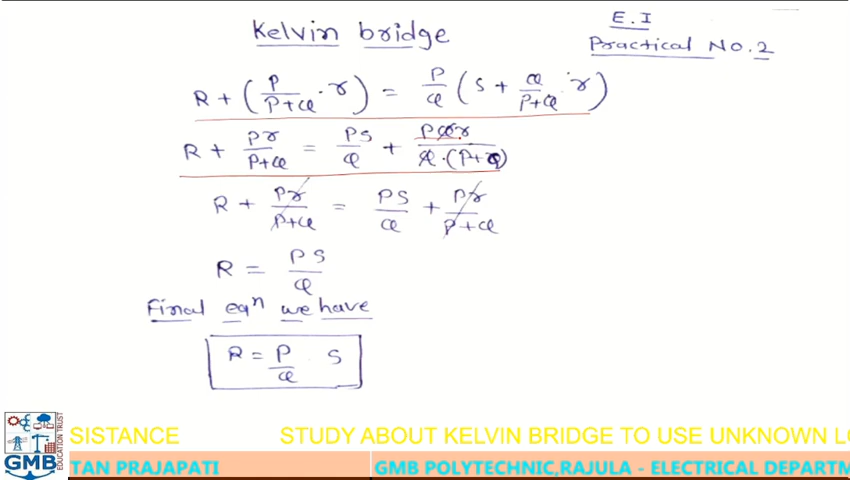 E.I
Kelvin bridge
Practical No.2
R + (P/(P+Q) · r) = P/Q (S + Q/(P+Q) · r)
R + Pr/(P+Q) = PS/Q + PQr/(Q·(P+Q))
R + Pr/(P+Q) = PS/Q + Pr/(P+Q)
R = PS/Q
Final eqn we have
R = P/Q S
SISTANCE STUDY ABOUT KELVIN BRIDGE TO USE UNKNOWN LO
GMB EDUCATION TRUST
TAN PRAJAPATI GMB POLYTECHNIC,RAJULA - ELECTRICAL DEPARTM